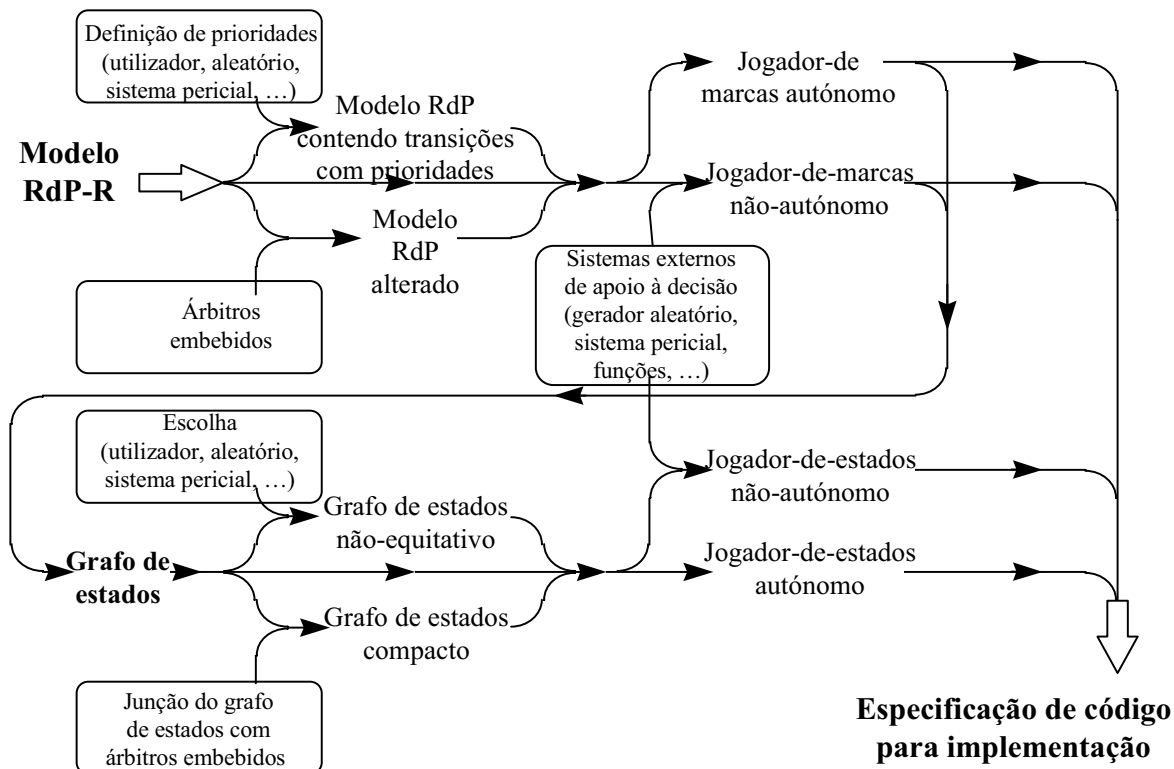 Definição de prioridades
(utilizador, aleatório,
sistema pericial, …)
Modelo
RdP-R
Modelo RdP
contendo transições
com prioridades
Modelo
RdP
alterado
Árbitros
embebidos
Jogador-de
marcas autónomo
Jogador-de-marcas
não-autónomo
Sistemas externos
de apoio à decisão
(gerador aleatório,
sistema pericial,
funções, …)
Escolha
(utilizador, aleatório,
sistema pericial, …)
Grafo de estados
não-equitativo
Grafo de
estados
Grafo de estados
compacto
Junção do grafo
de estados com
árbitros embebidos
Jogador-de-estados
não-autónomo
Jogador-de-estados
autónomo
Especificação de código
para implementação